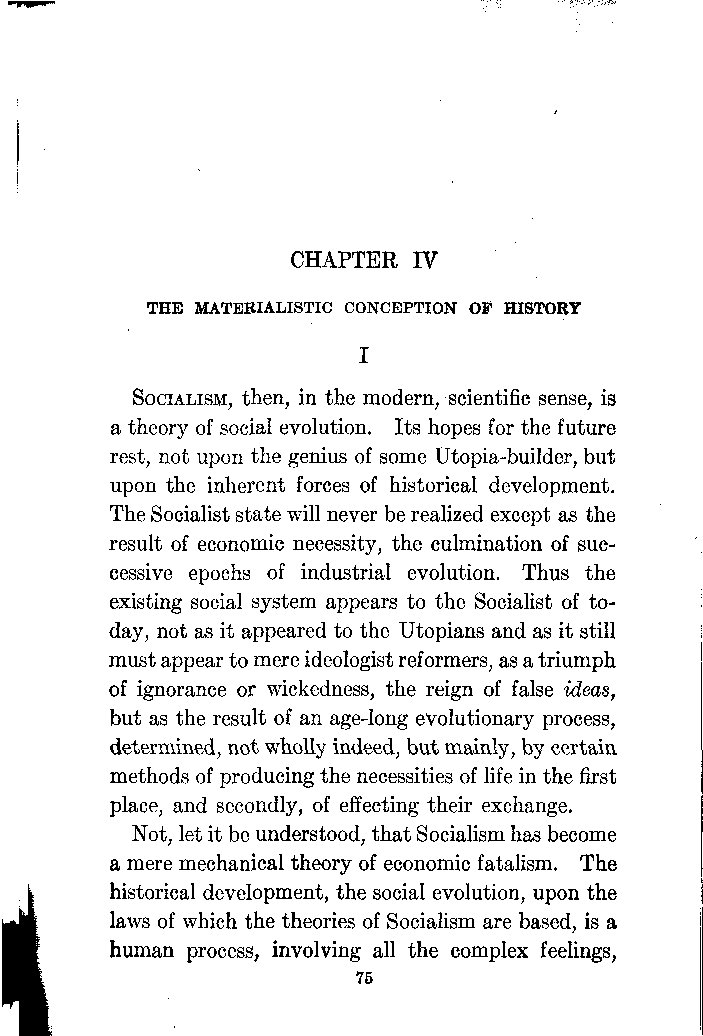 CHAPTER IV
THE MATERIALISTIC CONCEPTION OF HISTORY
I
SOCIALISM, then, in the modern, scientific sense, is
a theory of social evolution. Its hopes for the future
rest, not upon the genius of some Utopia-builder, but
upon the inherent forces of historical development.
The Socialist state will never be realized except as the
result of economic necessity, the culmination of suc-
cessive epochs of industrial evolution. Thus the
existing social system appears to the Socialist of to-
day, not as it appeared to the Utopians and as it still
must appear to mere ideologist reformers, as a triumph
of ignorance or wickedness, the reign of false ideas,
but as the result of an age-long evolutionary process,
determined, not wholly indeed, but mainly, by certain
methods of producing the necessities of life in the first
place, and secondly, of effecting their exchange.
Not, let it be understood, that Socialism has become
a mere mechanical theory of economic fatalism. The
historical development, the social evolution, upon the
laws of which the theories of Socialism are based, is a
human process, involving all the complex feelings,
75